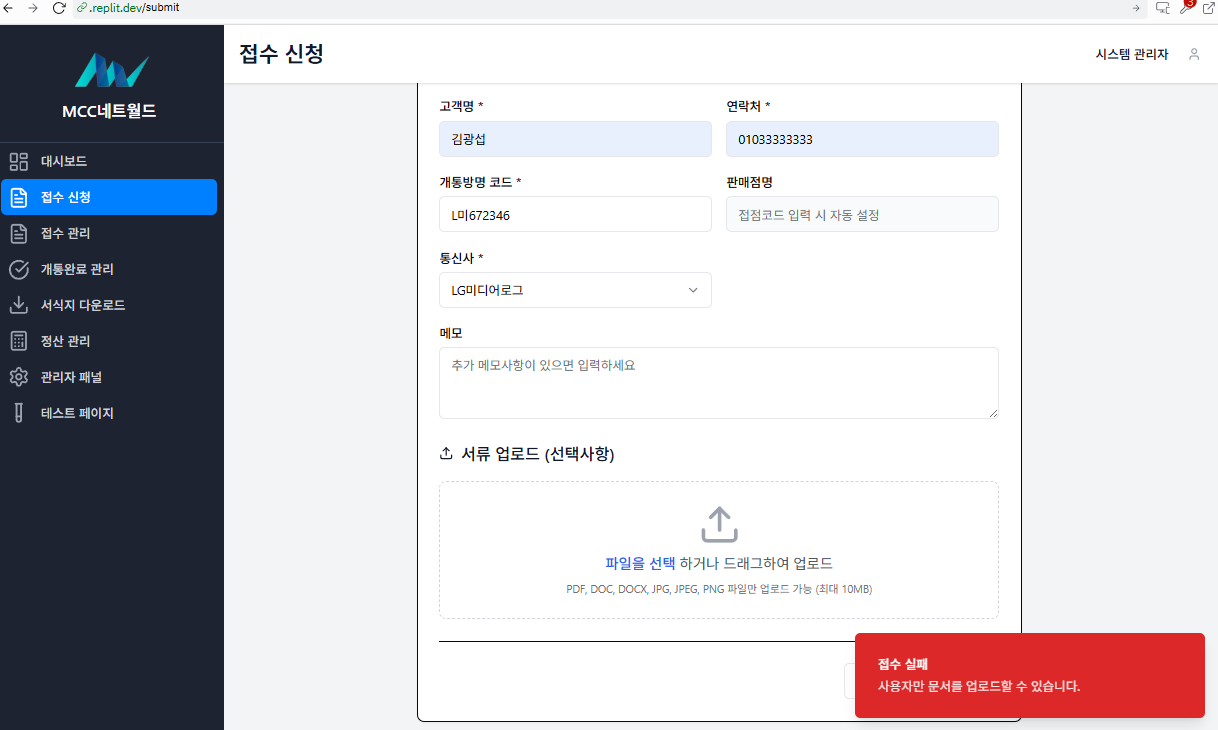 .replit.dev/submit
3
MCC네트월드
대시보드
접수 신청
접수 관리
개통완료 관리
서식지 다운로드
정산 관리
관리자 패널
테스트 페이지
접수 신청
시스템 관리자
고객명 *
연락처 *
김광섭
01033333333
개통방명 코드 *
판매점명
L미672346
접점코드 입력 시 자동 설정
통신사 *
LG미디어로그
메모
추가 메모사항이 있으면 입력하세요
서류 업로드 (선택사항)
파일을 선택 하거나 드래그하여 업로드
PDF, DOC, DOCX, JPG, JPEG, PNG 파일만 업로드 가능 (최대 10MB)
접수 실패
사용자만 문서를 업로드할 수 있습니다.